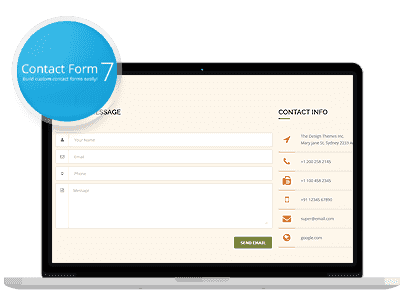 Contact Form 7
Build custom contact forms easily!
ESSAGE
Your Name
Email
Phone
Message
SEND EMAIL
CONTACT INFO
The Design Themes Inc.
Mary Jane St, Sydney 2233
+1 200 258 2145
+1 100 458 2345
+91 12345 67890
super@email.com
google.com